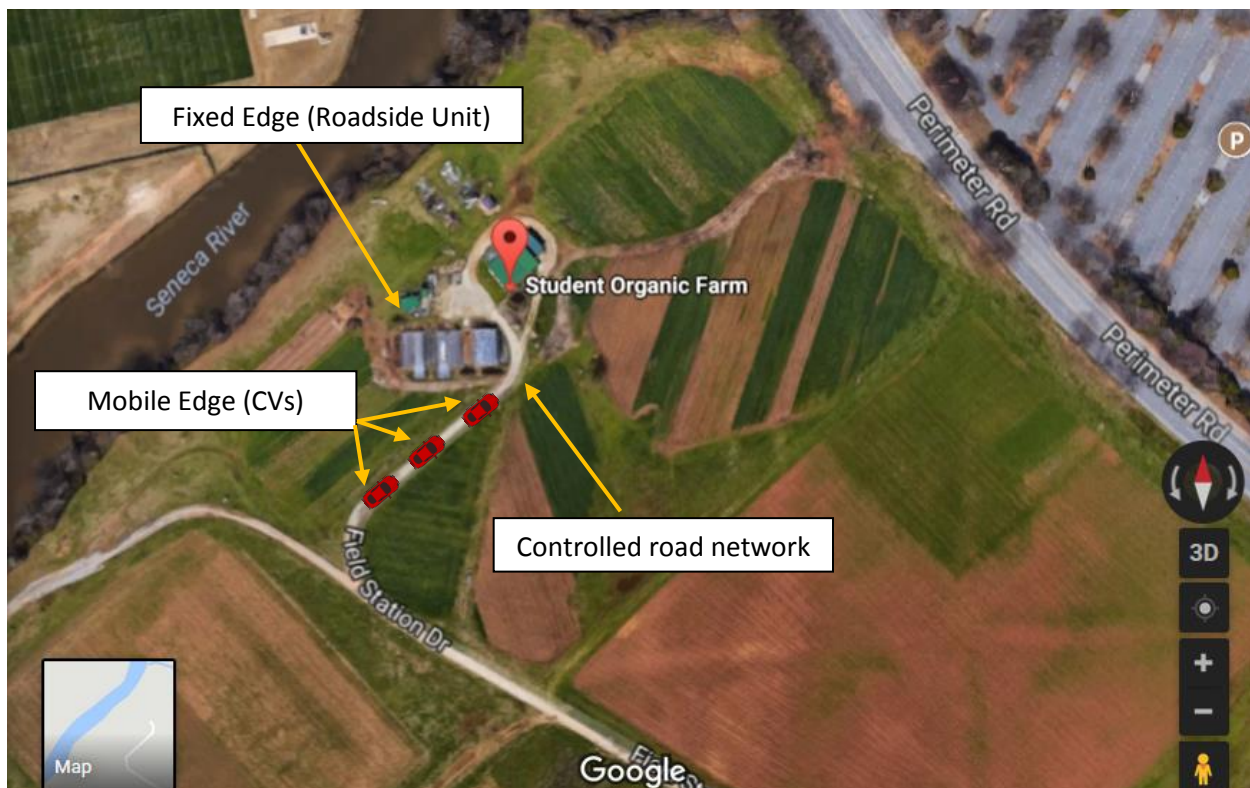 Fixed Edge (Roadside Unit)
Perimeter Rd
P
Seneca River
Student Organic Farm
Perimeter Rd
Mobile Edge (CVs)
Controlled road network
3D
Field Station Dr
Map
Google